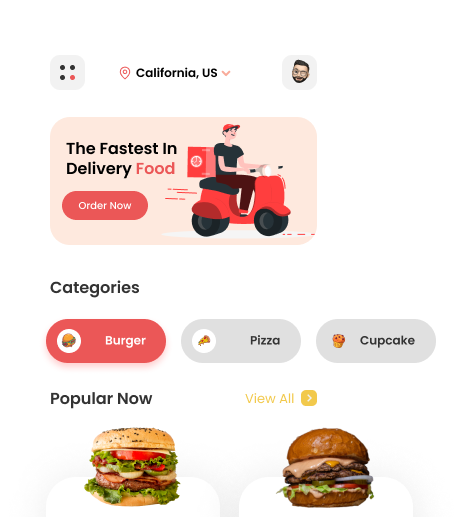 California, US
The Fastest In
Delivery Food
Order Now
Categories
Burger
Pizza
Cupcake
Popular Now
View All